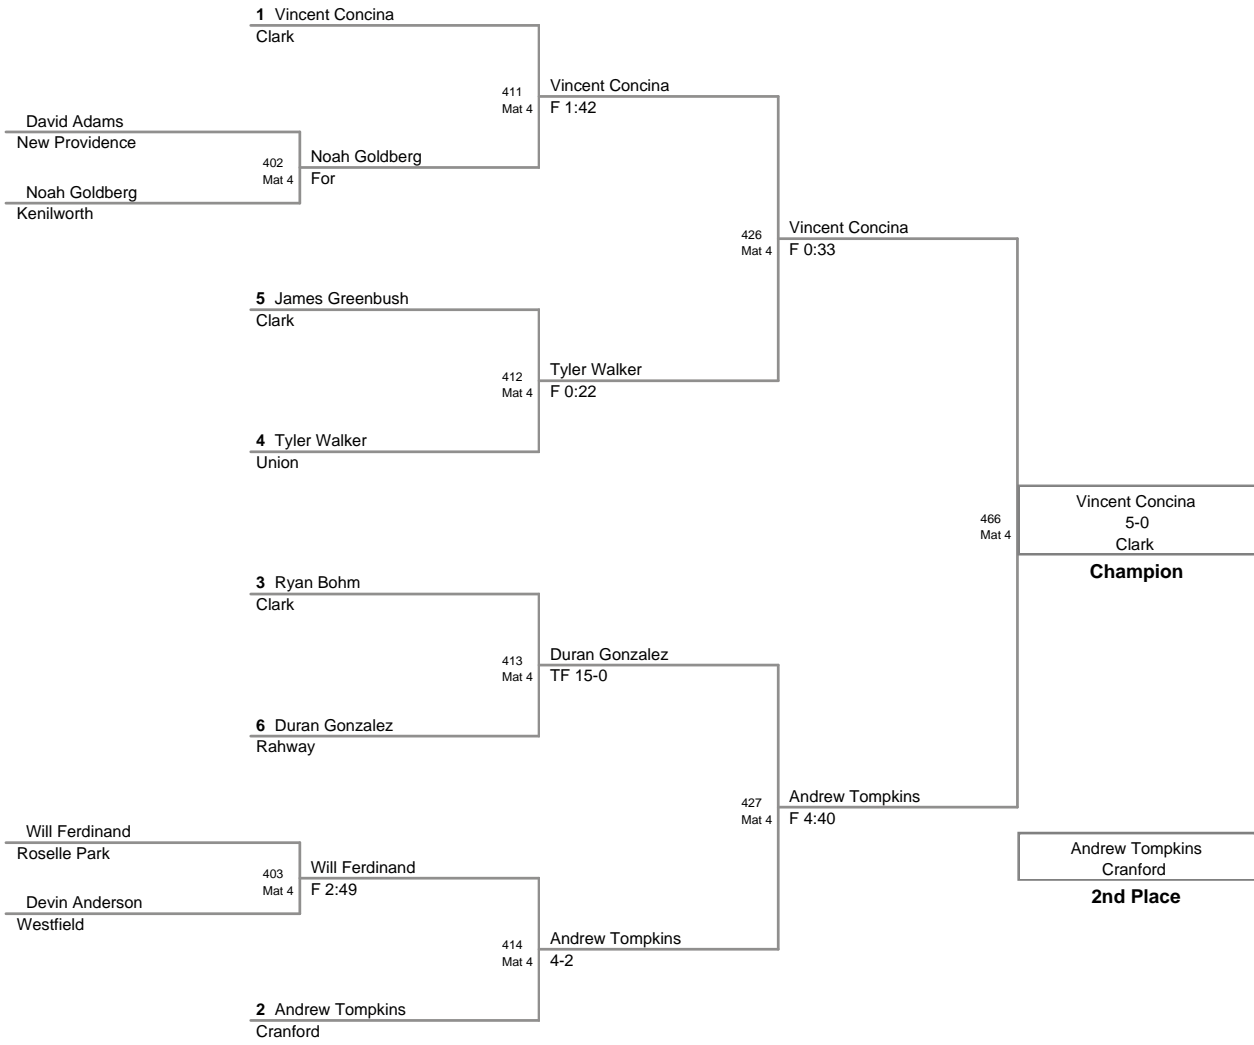 1 Vincent Concina
Clark
411
Mat 4
Vincent Concina
F 1:42
David Adams
New Providence
402
Mat 4
Noah Goldberg
For
Noah Goldberg
Kenilworth
426
Mat 4
Vincent Concina
F 0:33
5 James Greenbush
Clark
412
Mat 4
Tyler Walker
F 0:22
4 Tyler Walker
Union
466
Mat 4
Vincent Concina
5-0
Clark
Champion
3 Ryan Bohm
Clark
413
Mat 4
Duran Gonzalez
TF 15-0
6 Duran Gonzalez
Rahway
427
Mat 4
Andrew Tompkins
F 4:40
Will Ferdinand
Roselle Park
403
Mat 4
Will Ferdinand
F 2:49
Devin Anderson
Westfield
414
Mat 4
Andrew Tompkins
4-2
2 Andrew Tompkins
Cranford
Andrew Tompkins
Cranford
2nd Place